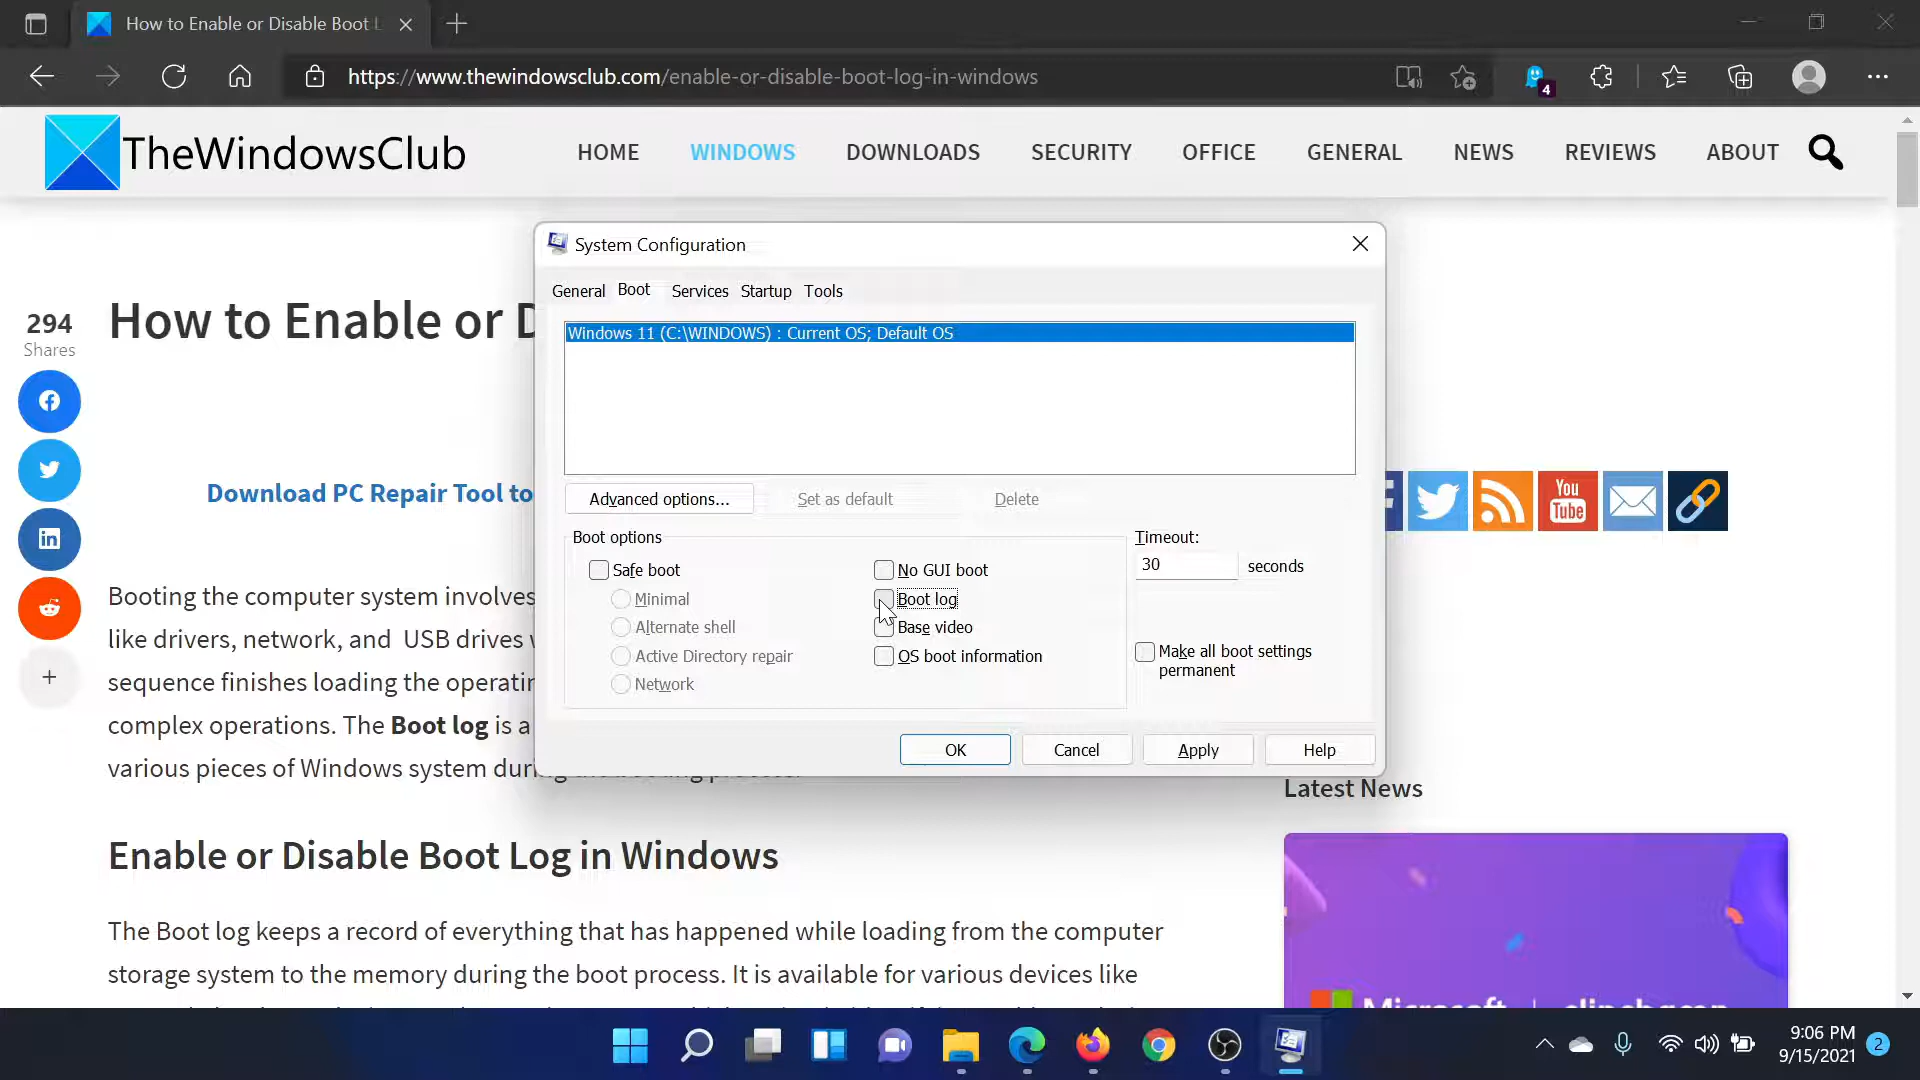 How to Enable or Disable Boot L
https://www.thewindowsclub.com/enable-or-disable-boot-log-in-windows
4
TheWindowsClub
HOME WINDOWS DOWNLOADS SECURITY OFFICE GENERAL NEWS REVIEWS ABOUT
294
Shares
How to Enable or D
Download PC Repair Tool to
Booting the computer system involves
like drivers, network, and USB drives
sequence finishes loading the
complex operations. The Boot log is a
various pieces of Windows system during the booting process.
System Configuration
General Boot Services Startup Tools
Windows 11 (C:\WINDOWS) : Current OS; Default OS
Advanced options... Set as default Delete
Boot options
Safe boot
Minimal
Alternate shell
Active Directory repair
Network
No GUI boot
Boot log
Base video
OS boot information
Timeout:
30 seconds
Make all boot settings
permanent
OK Cancel Apply Help
You
Tube
Latest News
Enable or Disable Boot Log in Windows
The Boot log keeps a record of everything that has happened while loading from the computer
storage system to the memory during the boot process. It is available for various devices like
Microsoft
9:06 PM
9/15/2021
2